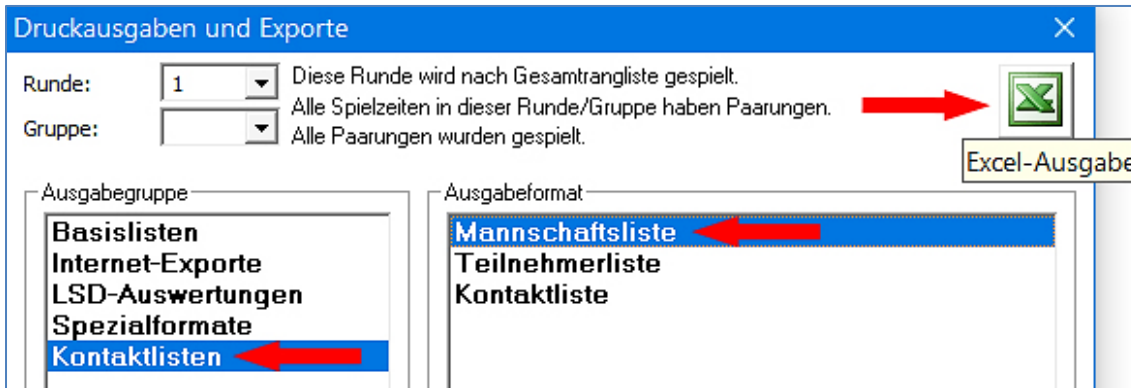 Druckausgaben und Exporte
Runde: 1 Diese Runde wird nach Gesamtrangliste gespielt.
Alle Spielzeiten in dieser Runde/Gruppe haben Paarungen.
Gruppe: Alle Paarungen wurden gespielt.
Excel-Ausgabe
Ausgabegruppe
Basislisten
Internet-Exporte
LSD-Auswertungen
Spezialformate
Kontaktlisten
Ausgabeformat
Mannschaftsliste
Teilnehmerliste
Kontaktliste